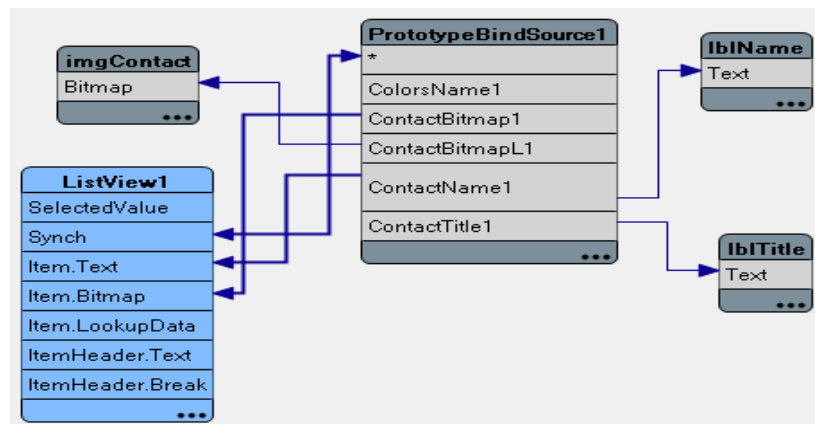 imgContact
Bitmap
...
ListView1
SelectedValue
Synch
Item.Text
Item.Bitmap
Item.LookupData
ItemHeader.Text
ItemHeader.Break
...
PrototypeBindSource1
*
ColorsName1
ContactBitmap1
ContactBitmapL1
ContactName1
ContactTitle1
...
lblName
Text
...
lblTitle
Text
...